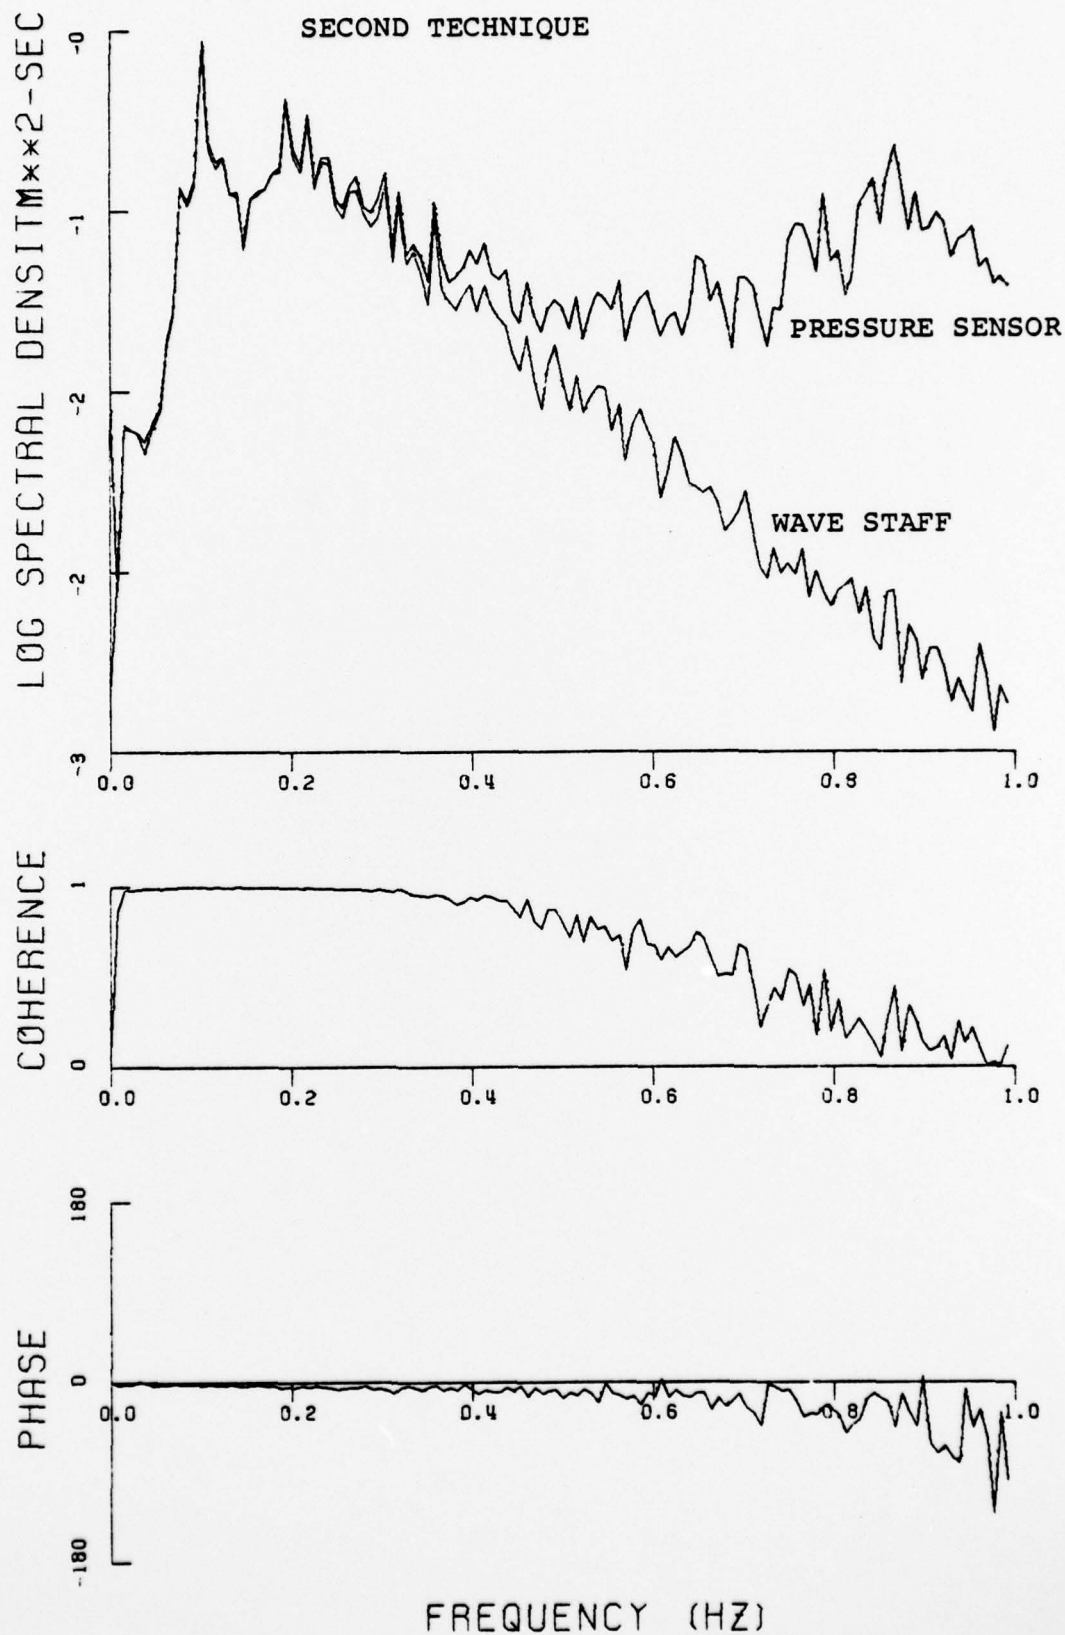 SECOND TECHNIQUE
LOG SPECTRAL DENSITM**2-SEC
-0
-1
-2
-2
-3
PRESSURE SENSOR
WAVE STAFF
0.0 0.2 0.4 0.6 0.8 1.0
COHERENCE
1
0
0.0 0.2 0.4 0.6 0.8 1.0
PHASE
180
0
-180
0.0 0.2 0.4 0.6 0.8 1.0
FREQUENCY (HZ)